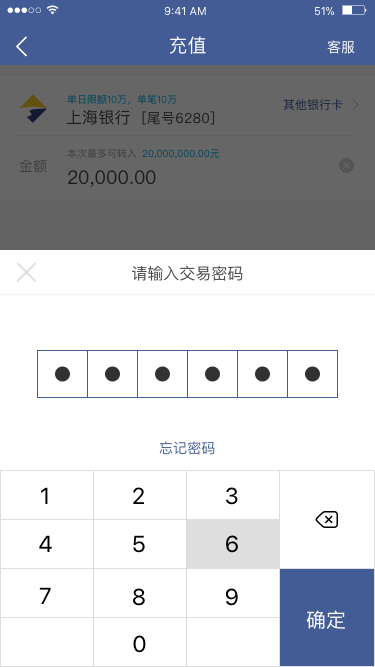 9:41 AM
51%
充值
客服
单日限额10万，单笔10万
上海银行 [尾号6280]
其他银行卡
金额
本次最多可转入 20,000,000.00元
20,000.00
请输入交易密码
忘记密码
1 2 3
4 5 6
7 8 9
确定
0